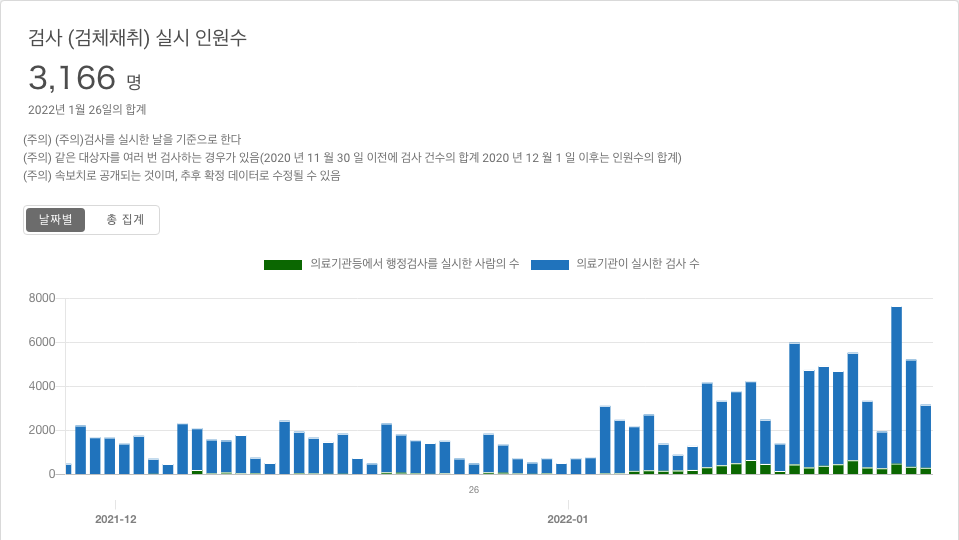 검사 (검체채취) 실시 인원수
3,166 명
2022년 1월 26일의 합계
(주의) (주의)검사를 실시한 날을 기준으로 한다
(주의) 같은 대상자를 여러 번 검사하는 경우가 있음(2020 년 11 월 30 일 이전에 검사 건수의 합계 2020 년 12 월 1 일 이후는 인원수의 합계)
(주의) 속보치로 공개되는 것이며, 추후 확정 데이터로 수정될 수 있음
날짜별 총 집계
의료기관등에서 행정검사를 실시한 사람의 수 의료기관이 실시한 검사 수
8000
6000
4000
2000
0
26
2021-12 2022-01